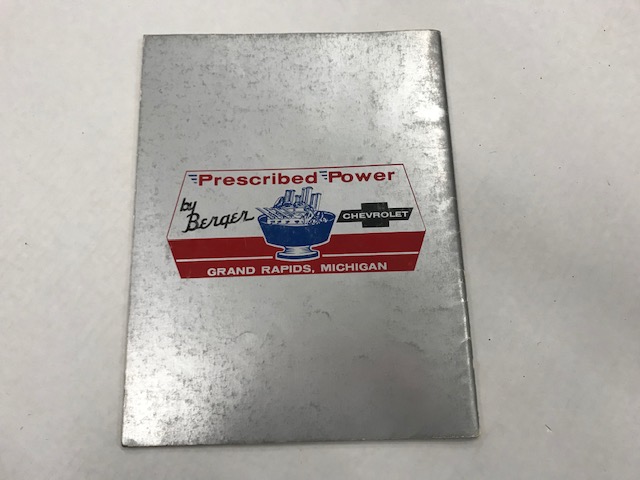 Prescribed Power
by Berger
CHEVROLET
GRAND RAPIDS, MICHIGAN